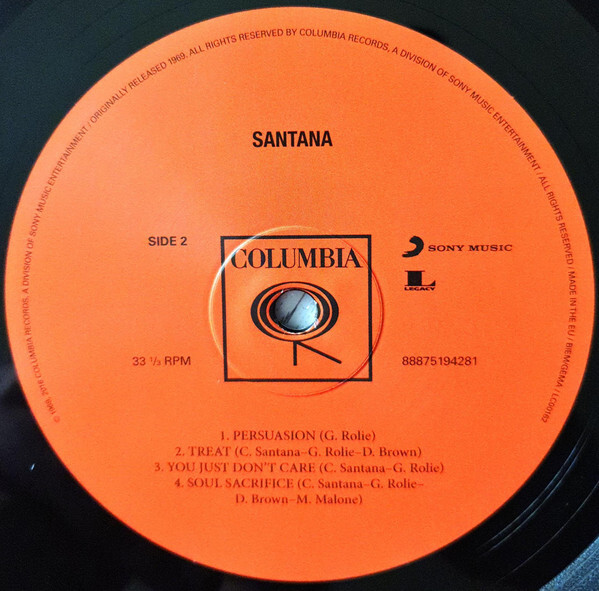 © 1969, 2016 COLUMBIA RECORDS, A DIVISION OF SONY MUSIC ENTERTAINMENT / ORIGINALLY RELEASED 1969. ALL RIGHTS RESERVED BY COLUMBIA RECORDS, A DIVISION OF SONY MUSIC ENTERTAINMENT / ALL RIGHTS RESERVED / MADE IN THE EU / BIEM/GEMA / LC00162
SANTANA
SIDE 2
COLUMBIA
SONY MUSIC
LEGACY
33 1/3 RPM
88875194281
1. PERSUASION (G. Rolie)
2. TREAT (C. Santana–G. Rolie–D. Brown)
3. YOU JUST DON'T CARE (C. Santana–G. Rolie)
4. SOUL SACRIFICE (C. Santana–G. Rolie–
D. Brown–M. Malone)